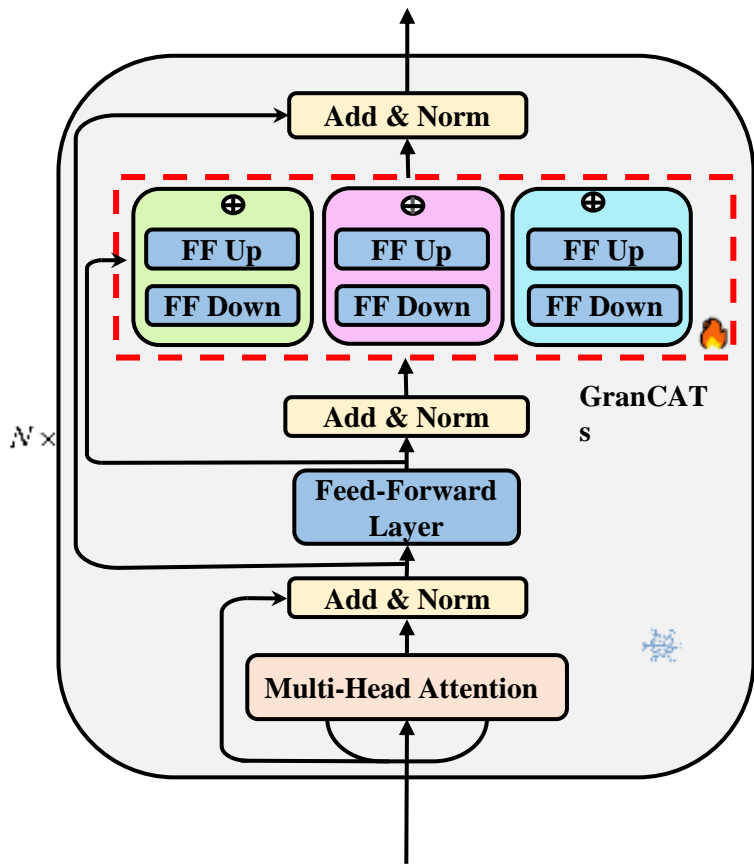 Add & Norm
FF Up
FF Up
FF Up
FF Down
FF Down
FF Down
GranCAT
s
Add & Norm
N ×
Feed-Forward
Layer
Add & Norm
Multi-Head Attention